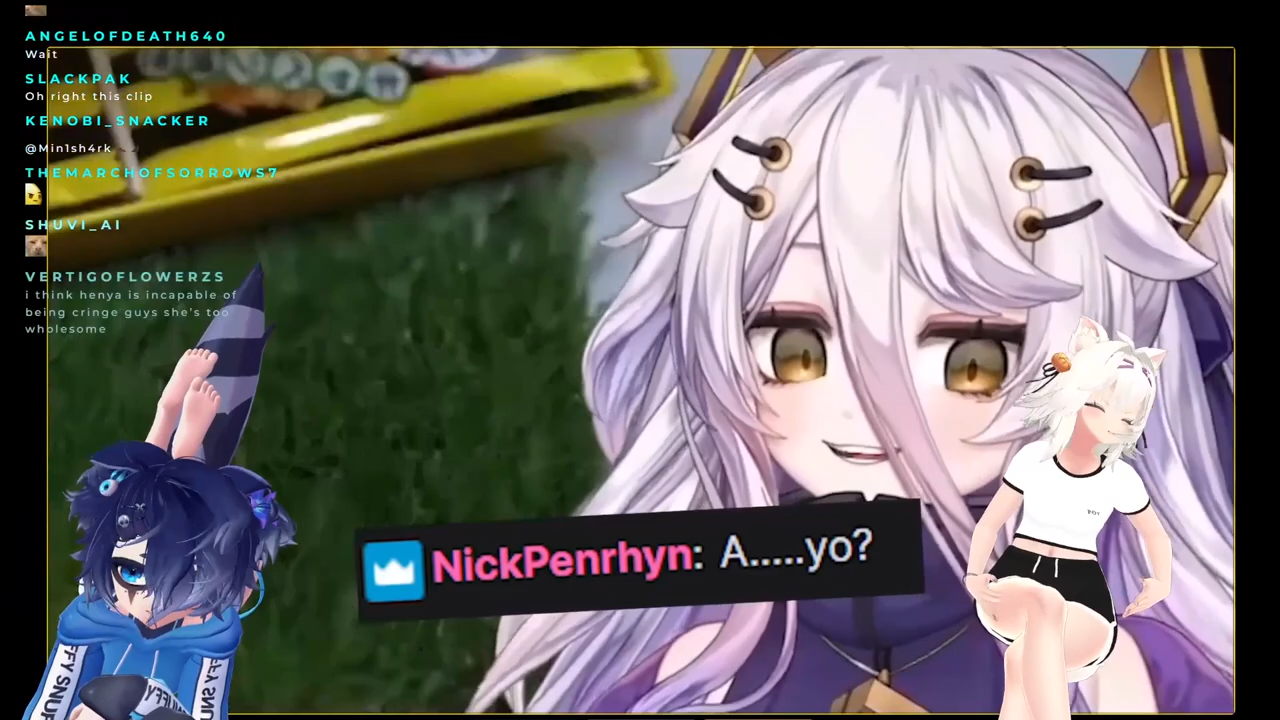 ANGELOFDEATH640
Wait
SLACKPAK
Oh right this clip
KENOBI_SNACKER
@Min1sh4rk
THEMARCHOFSORROWS7
SHUVI_AI
VERTIGOFLOWERZS
i think henya is incapable of
being cringe guys she's too
wholesome
NickPenrhyn: A.....yo?